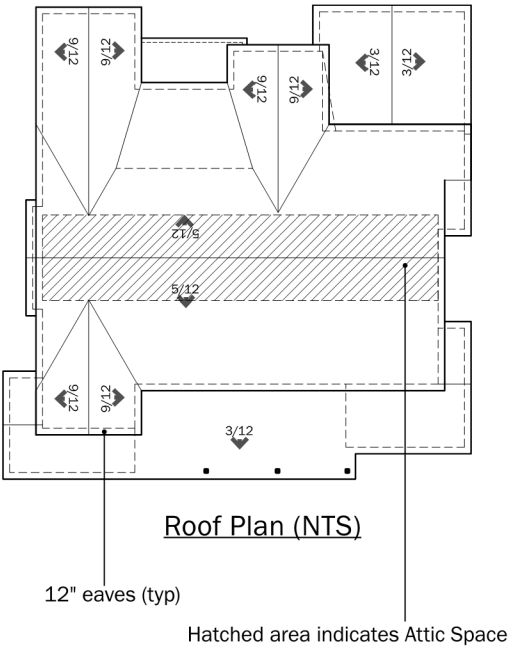 9/12 9/12
9/12 9/12
3/12 3/12
5/12
5/12
9/12 9/12
3/12
Roof Plan (NTS)
12" eaves (typ)
Hatched area indicates Attic Space